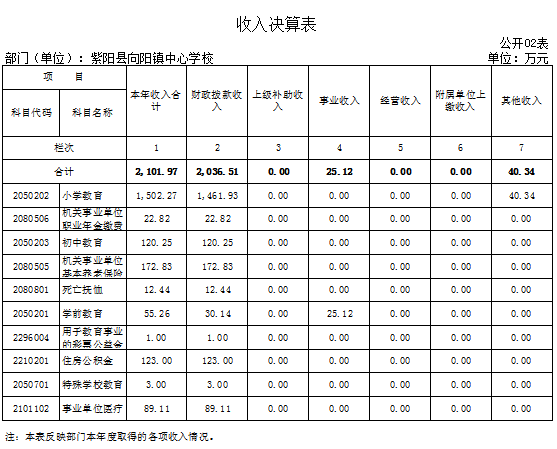 收入决算表
公开02表
部门（单位）：紫阳县向阳镇中心学校 单位：万元
项 目 本年收入合计 财政拨款收入 上级补助收入 事业收入 经营收入 附属单位上缴收入 其他收入
科目代码 科目名称
栏次 1 2 3 4 5 6 7
合计 2,101.97 2,036.51 0.00 25.12 0.00 0.00 40.34
2050202 小学教育 1,502.27 1,461.93 0.00 0.00 0.00 0.00 40.34
2080506 机关事业单位职业年金缴费 22.82 22.82 0.00 0.00 0.00 0.00 0.00
2050203 初中教育 120.25 120.25 0.00 0.00 0.00 0.00 0.00
2080505 机关事业单位基本养老保险 172.83 172.83 0.00 0.00 0.00 0.00 0.00
2080801 死亡抚恤 12.44 12.44 0.00 0.00 0.00 0.00 0.00
2050201 学前教育 55.26 30.14 0.00 25.12 0.00 0.00 0.00
2296004 用于教育事业的彩票公益金 1.00 1.00 0.00 0.00 0.00 0.00 0.00
2210201 住房公积金 123.00 123.00 0.00 0.00 0.00 0.00 0.00
2050701 特殊学校教育 3.00 3.00 0.00 0.00 0.00 0.00 0.00
2101102 事业单位医疗 89.11 89.11 0.00 0.00 0.00 0.00 0.00
注：本表反映部门本年度取得的各项收入情况。